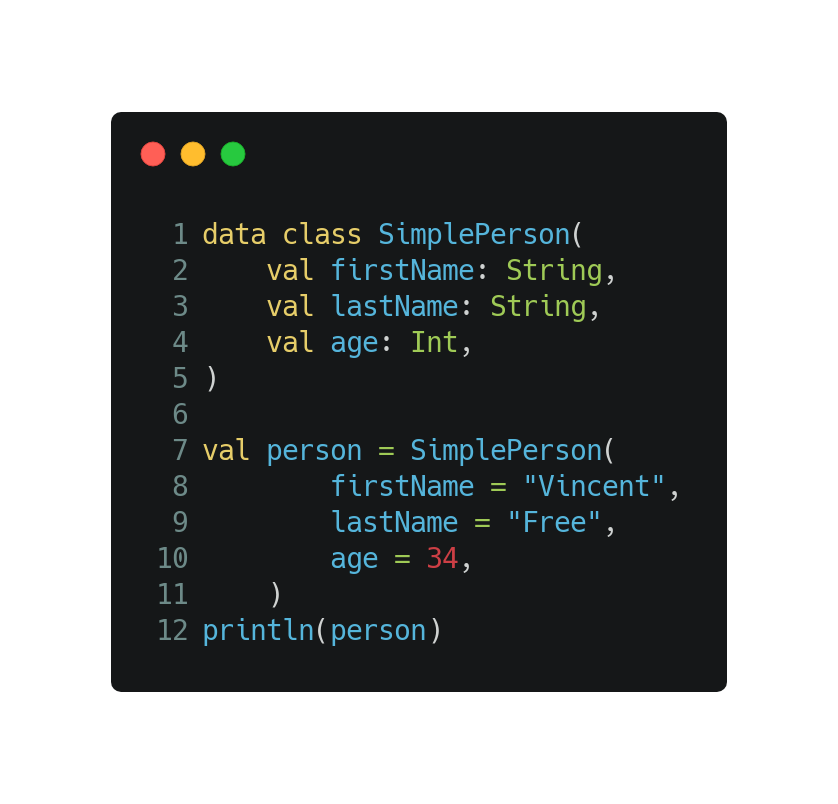 1 data class SimplePerson(
2     val firstName: String,
3     val lastName: String,
4     val age: Int,
5 )
6
7 val person = SimplePerson(
8         firstName = "Vincent",
9         lastName = "Free",
10         age = 34,
11     )
12 println(person)